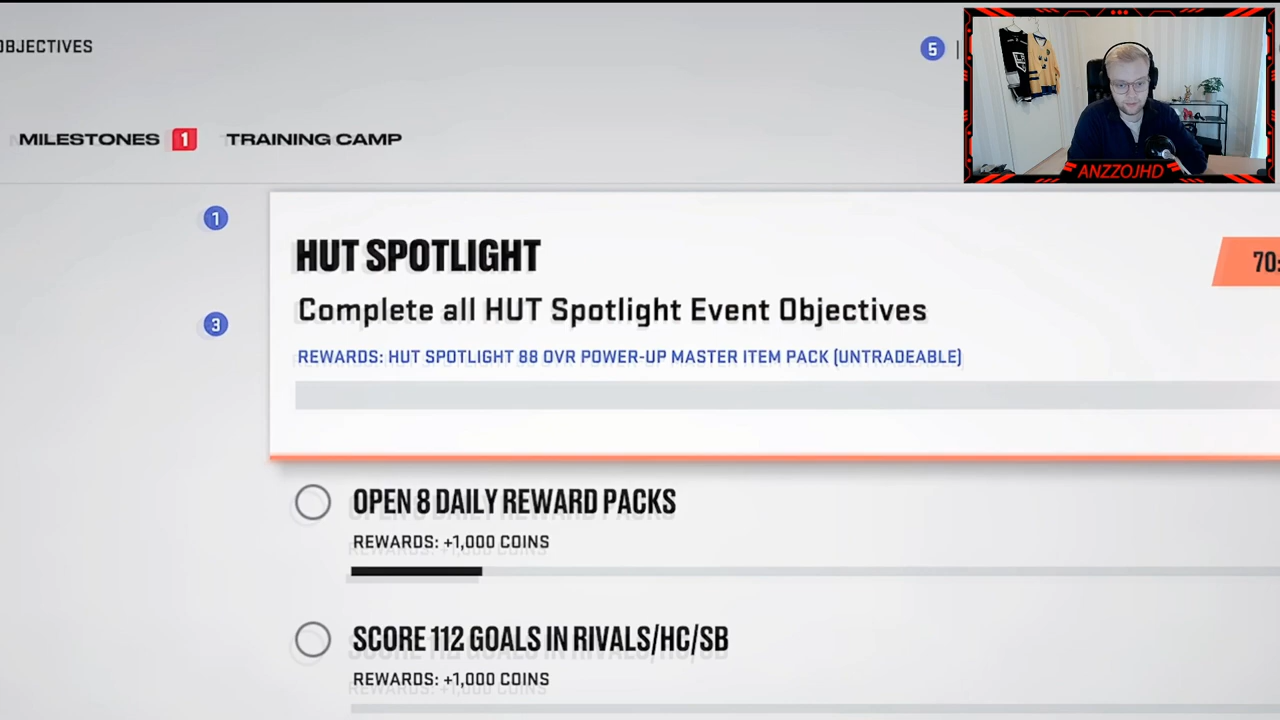 OBJECTIVES
5
MILESTONES 1 TRAINING CAMP
ANZZOJHD
1
HUT SPOTLIGHT
70:
Complete all HUT Spotlight Event Objectives
3
REWARDS: HUT SPOTLIGHT 88 OVR POWER-UP MASTER ITEM PACK (UNTRADEABLE)
OPEN 8 DAILY REWARD PACKS
REWARDS: +1,000 COINS
SCORE 112 GOALS IN RIVALS/HC/SB
REWARDS: +1,000 COINS